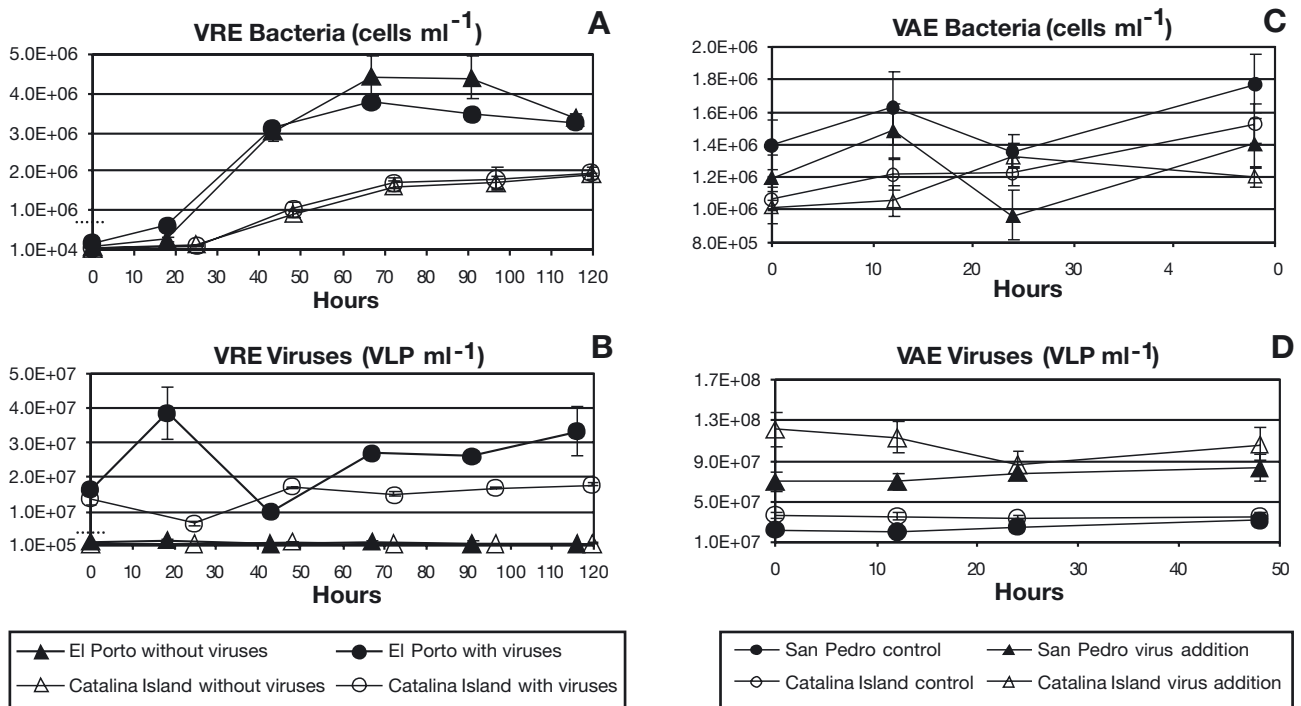 VRE Bacteria (cells ml-1)
A
5.0E+06
4.0E+06
3.0E+06
2.0E+06
1.0E+06
1.0E+04
0 10 20 30 40 50 60 70 80 90 100 110 120
Hours
VRE Viruses (VLP ml-1)
B
5.0E+07
4.0E+07
3.0E+07
2.0E+07
1.0E+07
1.0E+05
0 10 20 30 40 50 60 70 80 90 100 110 120
Hours
El Porto without viruses
El Porto with viruses
Catalina Island without viruses
Catalina Island with viruses
VAE Bacteria (cells ml-1)
C
2.0E+06
1.8E+06
1.6E+06
1.4E+06
1.2E+06
1.0E+06
8.0E+05
0 10 20 30 4 0
Hours
VAE Viruses (VLP ml-1)
D
1.7E+08
1.3E+08
9.0E+07
5.0E+07
1.0E+07
0 10 20 30 40 50
Hours
San Pedro control
San Pedro virus addition
Catalina Island control
Catalina Island virus addition